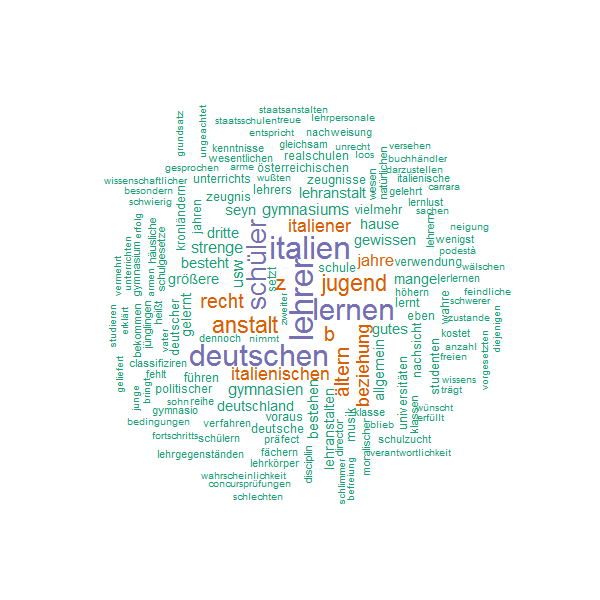 staatsanstalten
staatsschulen treue lehrpersonale
entspricht nachweisung
grundsatz
ungeachtet
kenntnisse gleichsam unrecht versehen
wesentlichen realschulen loos buchhändler
gesprochen arme österreichischen darzustellen
wissenschaftlicher unterrichts wußten zeugnisse wesen natürlichen italienische
besondern zeugnis lehrers lehranstalt gelehrt carrara
schwierig kronländern jahren seyn gymnasiums vielmehr lernlust
sachen
dritte italiener hause lehrern neigung
erfolg häusliche strenge schüler italien gewissen wenigst
podestà
gymnasium schulgesetze besteht usw lehrer schule jahre verwendung wälschen
vermehrt unterrichten größere setzt z jugend mangel erlernen feindliche
armen recht höhern schwerer
heißt gelernt anstalt zweiter lernen lernt wahre sachen
jünglingen b gutes eben zustande
studieren erklärt bekommen deutscher dennoch nimmt nachsicht kostet diejenigen
vater deutschen ältern beziehung allgemein studenten anzahl
classifiziren freien
geliefert fehlt italienischen universitäten wissens vorgesetzten
junge bringt politischer führen gymnasien trägt
sohn reihe deutschland bestehen klasse klassen wünscht
gymnasio voraus musik erfüllt
bedingungen verfahren deutsche director oblieb
fortschritts schülern präfect lehranstalten schulzucht
lehrgegenständen fächern moralischer verantwortlichkeit
lehrkörper disciplin
wahrscheinlichkeit schlimmer befreiung
concursprüfungen
schlechten